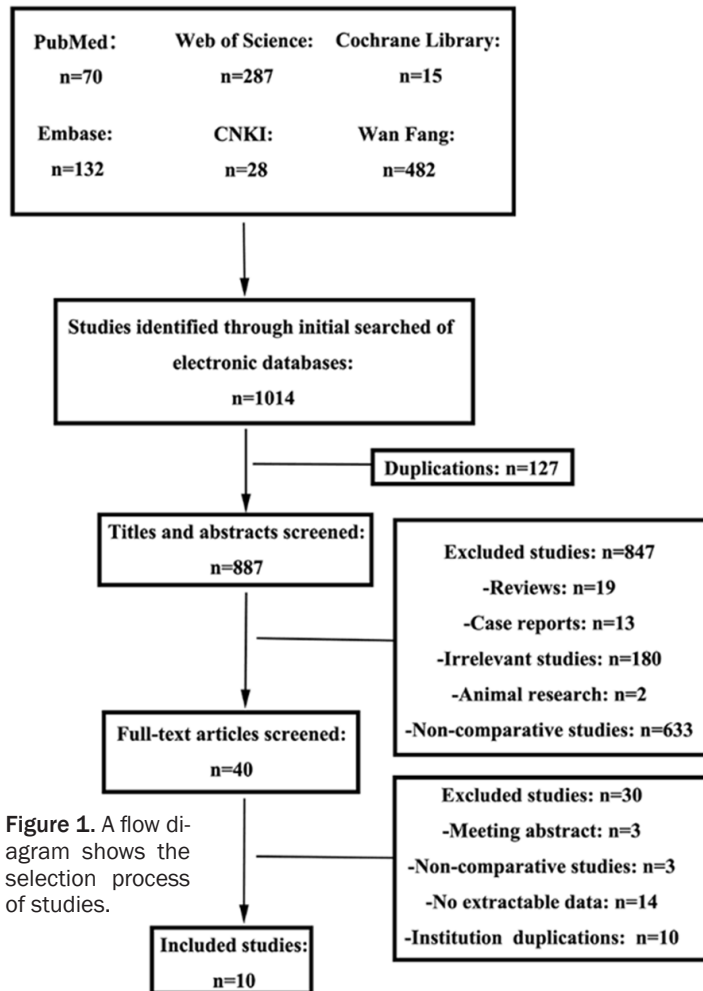 PubMed: Web of Science: Cochrane Library:
n=70 n=287 n=15
Embase: CNKI: Wan Fang:
n=132 n=28 n=482
Studies identified through initial searched of
electronic databases:
n=1014
Duplications: n=127
Titles and abstracts screened:
n=887
Excluded studies: n=847
-Reviews: n=19
-Case reports: n=13
-Irrelevant studies: n=180
-Animal research: n=2
-Non-comparative studies: n=633
Full-text articles screened:
n=40
Excluded studies: n=30
-Meeting abstract: n=3
-Non-comparative studies: n=3
-No extractable data: n=14
-Institution duplications: n=10
Included studies:
n=10
Figure 1. A flow di-
agram shows the
selection process
of studies.